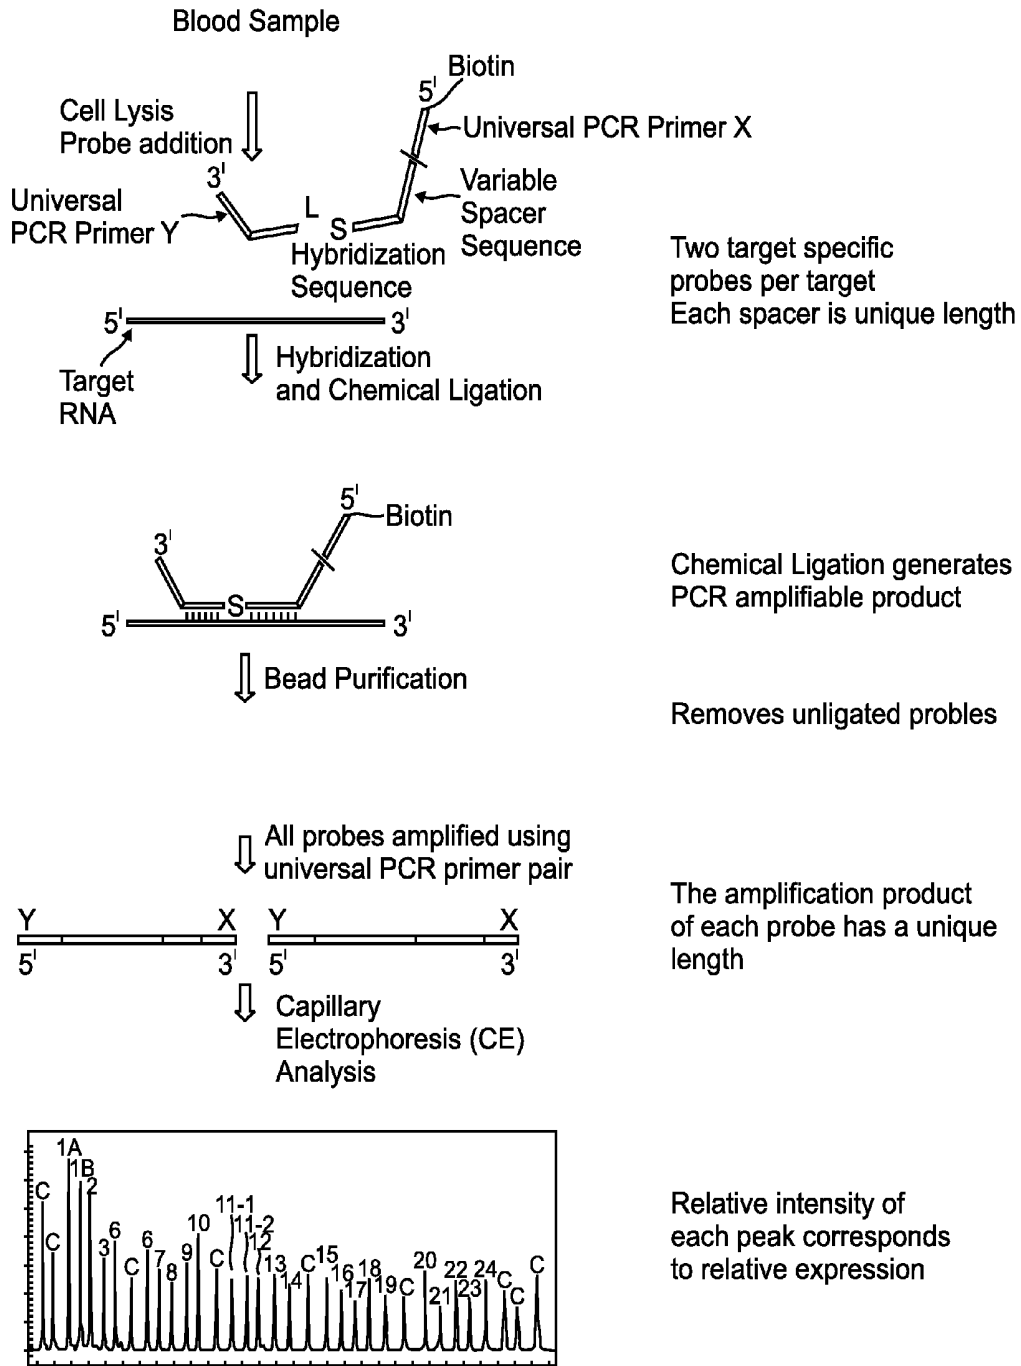 Blood Sample
Cell Lysis
Probe addition
5'
Biotin
Universal PCR Primer X
3'
Universal
PCR Primer Y
L
S
Variable
Spacer
Sequence
Hybridization
Sequence
Two target specific
probes per target
Each spacer is unique length
5'
3'
Target
RNA
Hybridization
and Chemical Ligation
5'
Biotin
3'
S
5'
3'
Chemical Ligation generates
PCR amplifiable product
Bead Purification
Removes unligated probles
All probes amplified using
universal PCR primer pair
Y X Y X
5' 3' 5' 3'
The amplification product
of each probe has a unique
length
Capillary
Electrophoresis (CE)
Analysis
C C 1A 1B 2 3 6 C 6 7 8 9 10 C 11-1 11-2 12 13 14 C 15 16 17 18 19 C 20 21 22 23 24 C C C
Relative intensity of
each peak corresponds
to relative expression